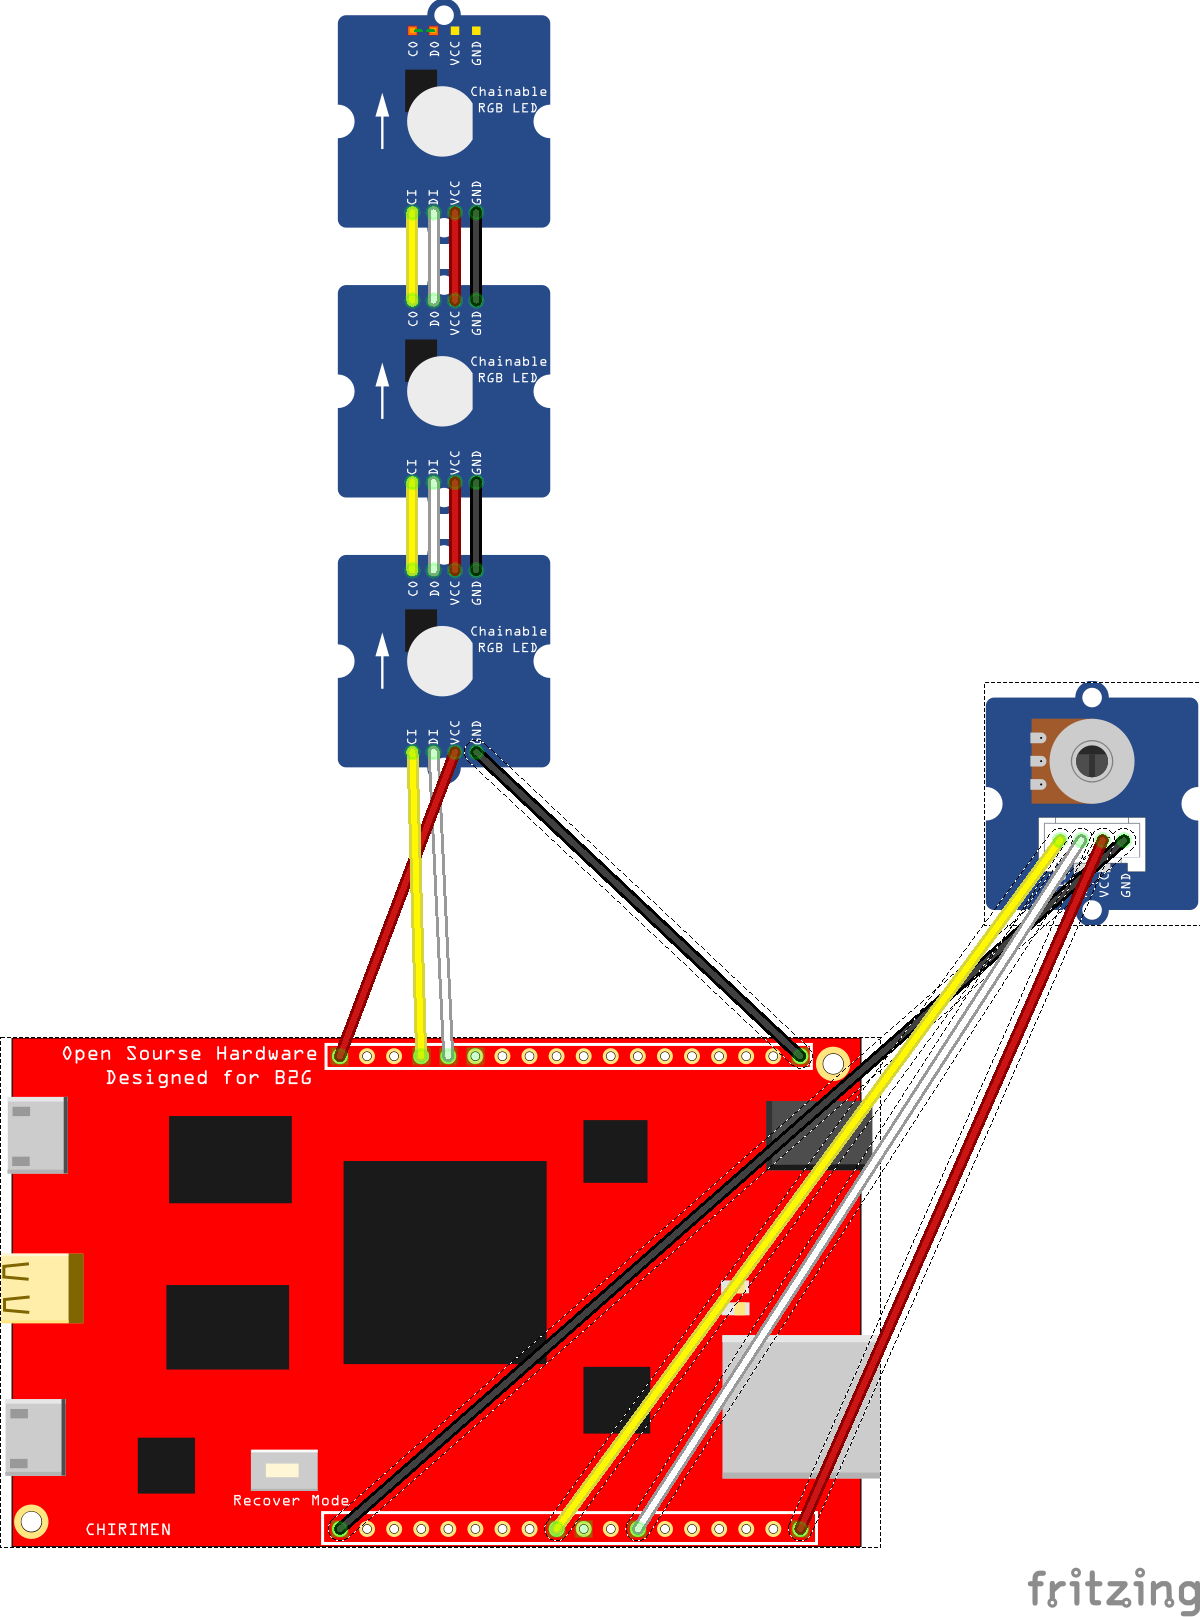 CO DO VCC GND
Chainable
RGB LED
CI DI VCC GND
CO DO VCC GND
Chainable
RGB LED
CI DI VCC GND
CO DO VCC GND
Chainable
RGB LED
CI DI VCC GND
VCC GND
Open Sourse Hardware
Designed for B2G
Recover Mode
CHIRIMEN
fritzing